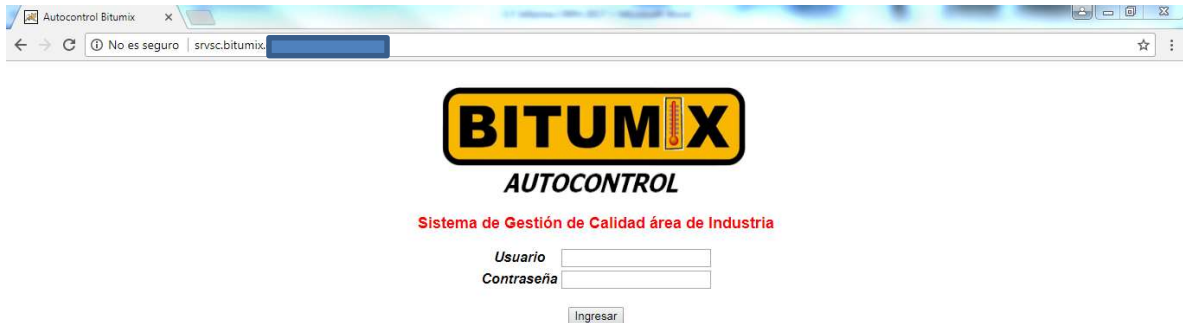 Autocontrol Bitumix
No es seguro | srvsc.bitumix.
BITUMIX
AUTOCONTROL
Sistema de Gestión de Calidad área de Industria
Usuario
Contraseña
Ingresar